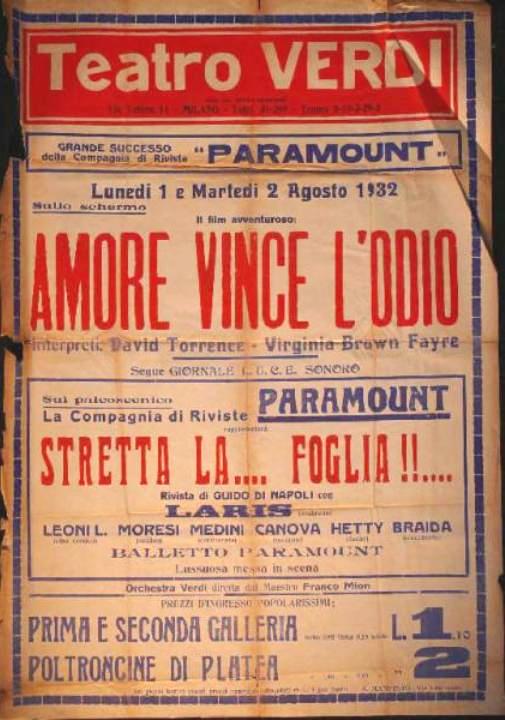 Teatro VERDI
MILANO
GRANDE SUCCESSO
della Compagnia di Riviste "PARAMOUNT"
Lunedì 1 e Martedì 2 Agosto 1932
Sullo schermo
Il film avventuroso:
AMORE VINCE L'ODIO
Interpreti: David Torrence - Virginia Brown Fayre
Segue GIORNALE L.U.C.E. SONORO
Sul palcoscenico
La Compagnia di Riviste PARAMOUNT
rappresenterà
STRETTA LA.... FOGLIA!!....
Rivista di GUIDO DI NAPOLI con
LARIS
LEONI L. MORESI MEDINI CANOVA HETTY BRAIDA
BALLETTO PARAMOUNT
Lussuosa messa in scena
Orchestra Verdi diretta dal Maestro Franco Mion
PREZZI D'INGRESSO POPOLARISSIMI:
PRIMA E SECONDA GALLERIA L. 1.10
POLTRONCINE DI PLATEA " 2